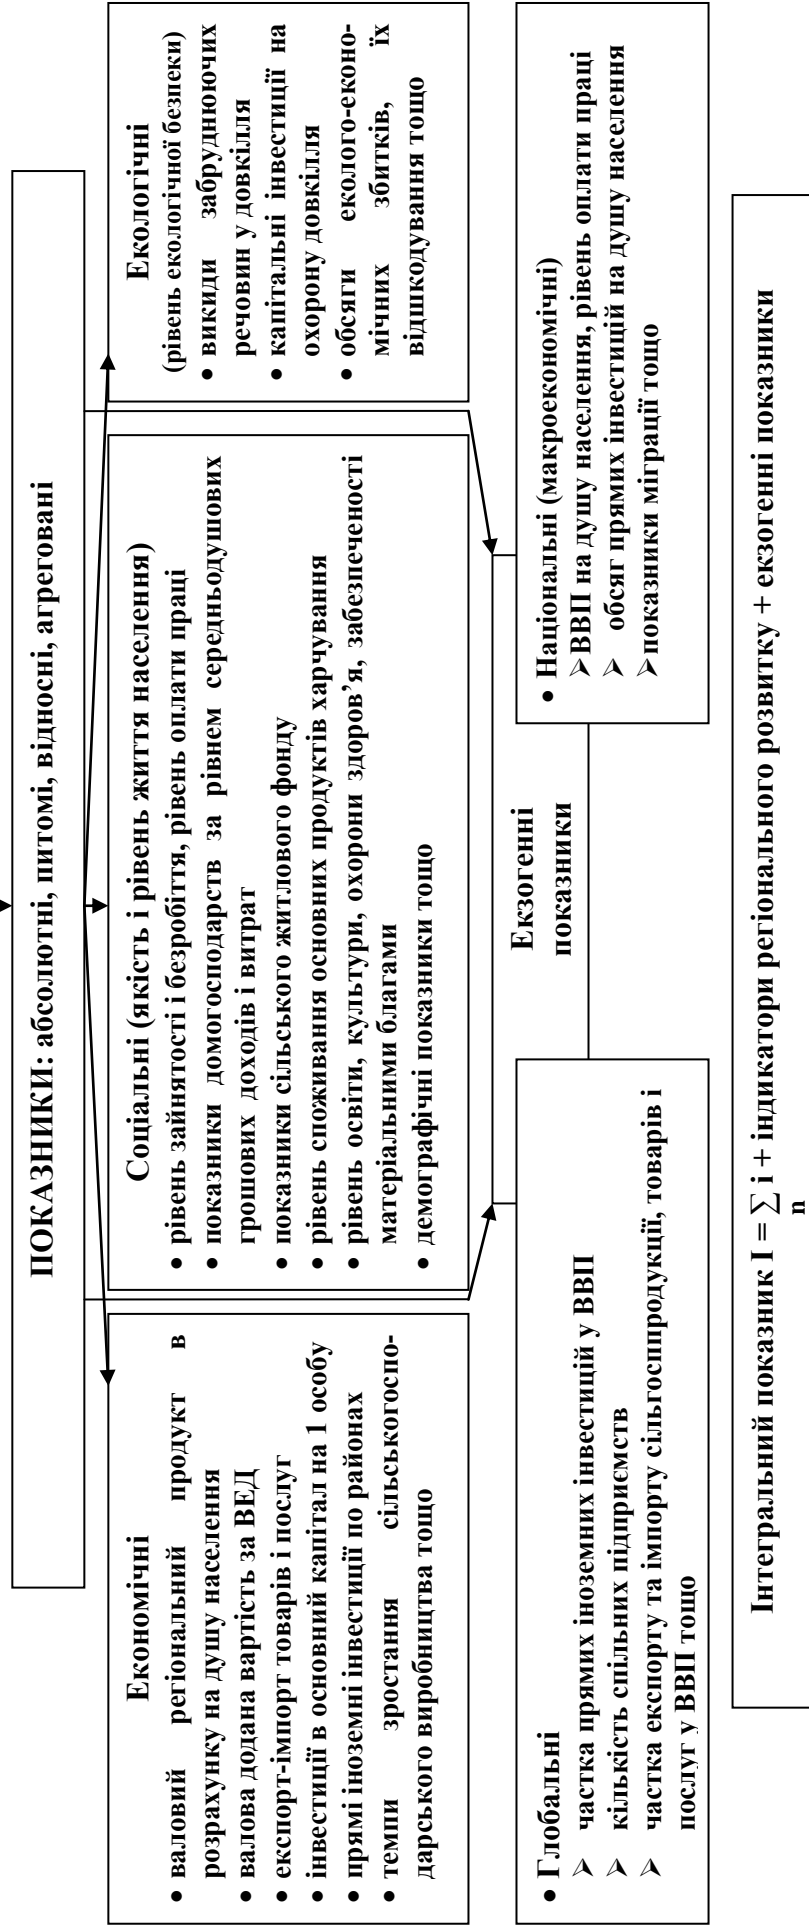 ПОКАЗНИКИ: абсолютні, питомі, відносні, агреговані
Економічні
• валовий регіональний продукт в
розрахунку на душу населення
• валова додана вартість за ВЕД
• експорт-імпорт товарів і послуг
• інвестиції в основний капітал на 1 особу
• прямі іноземні інвестиції по районах
• темпи зростання сільськогоспо-
дарського виробництва тощо
Соціальні (якість і рівень життя населення)
• рівень зайнятості і безробіття, рівень оплати праці
• показники домогосподарств за рівнем середньодушових
грошових доходів і витрат
• показники сільського житлового фонду
• рівень споживання основних продуктів харчування
• рівень освіти, культури, охорони здоров’я, забезпеченості
матеріальними благами
• демографічні показники тощо
Екологічні
(рівень екологічної безпеки)
• викиди забруднюючих
речовин у довкілля
• капітальні інвестиції на
охорону довкілля
• обсяги еколого-еконо-
мічних збитків, їх
відшкодування тощо
Екзогенні
показники
• Глобальні
➢ частка прямих іноземних інвестицій у ВВП
➢ кількість спільних підприємств
➢ частка експорту та імпорту сільгосппродукції, товарів і
послуг у ВВП тощо
• Національні (макроекономічні)
➢ВВП на душу населення, рівень оплати праці
➢ обсяг прямих інвестицій на душу населення
➢показники міграції тощо
Інтегральний показник I = ∑ i + індикатори регіонального розвитку + екзогенні показники
n